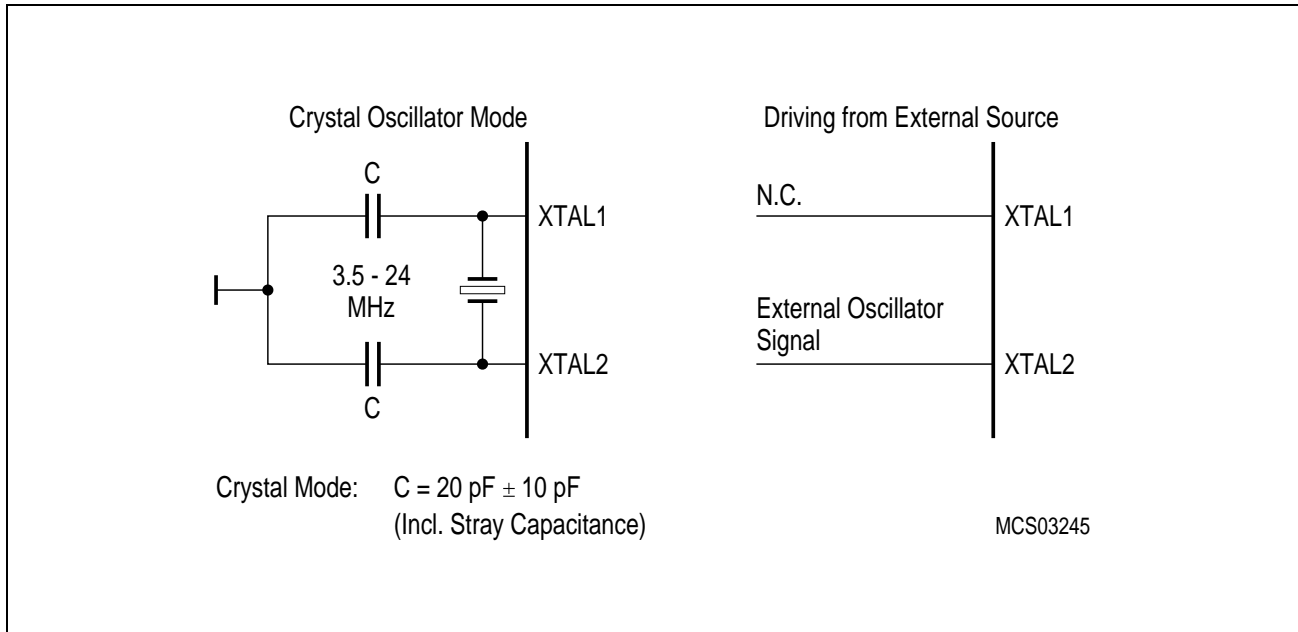 Crystal Oscillator Mode
C
XTAL1
3.5 - 24
MHz
XTAL2
C
Crystal Mode: C = 20 pF ± 10 pF
(Incl. Stray Capacitance)
Driving from External Source
N.C.
XTAL1
External Oscillator
Signal
XTAL2
MCS03245